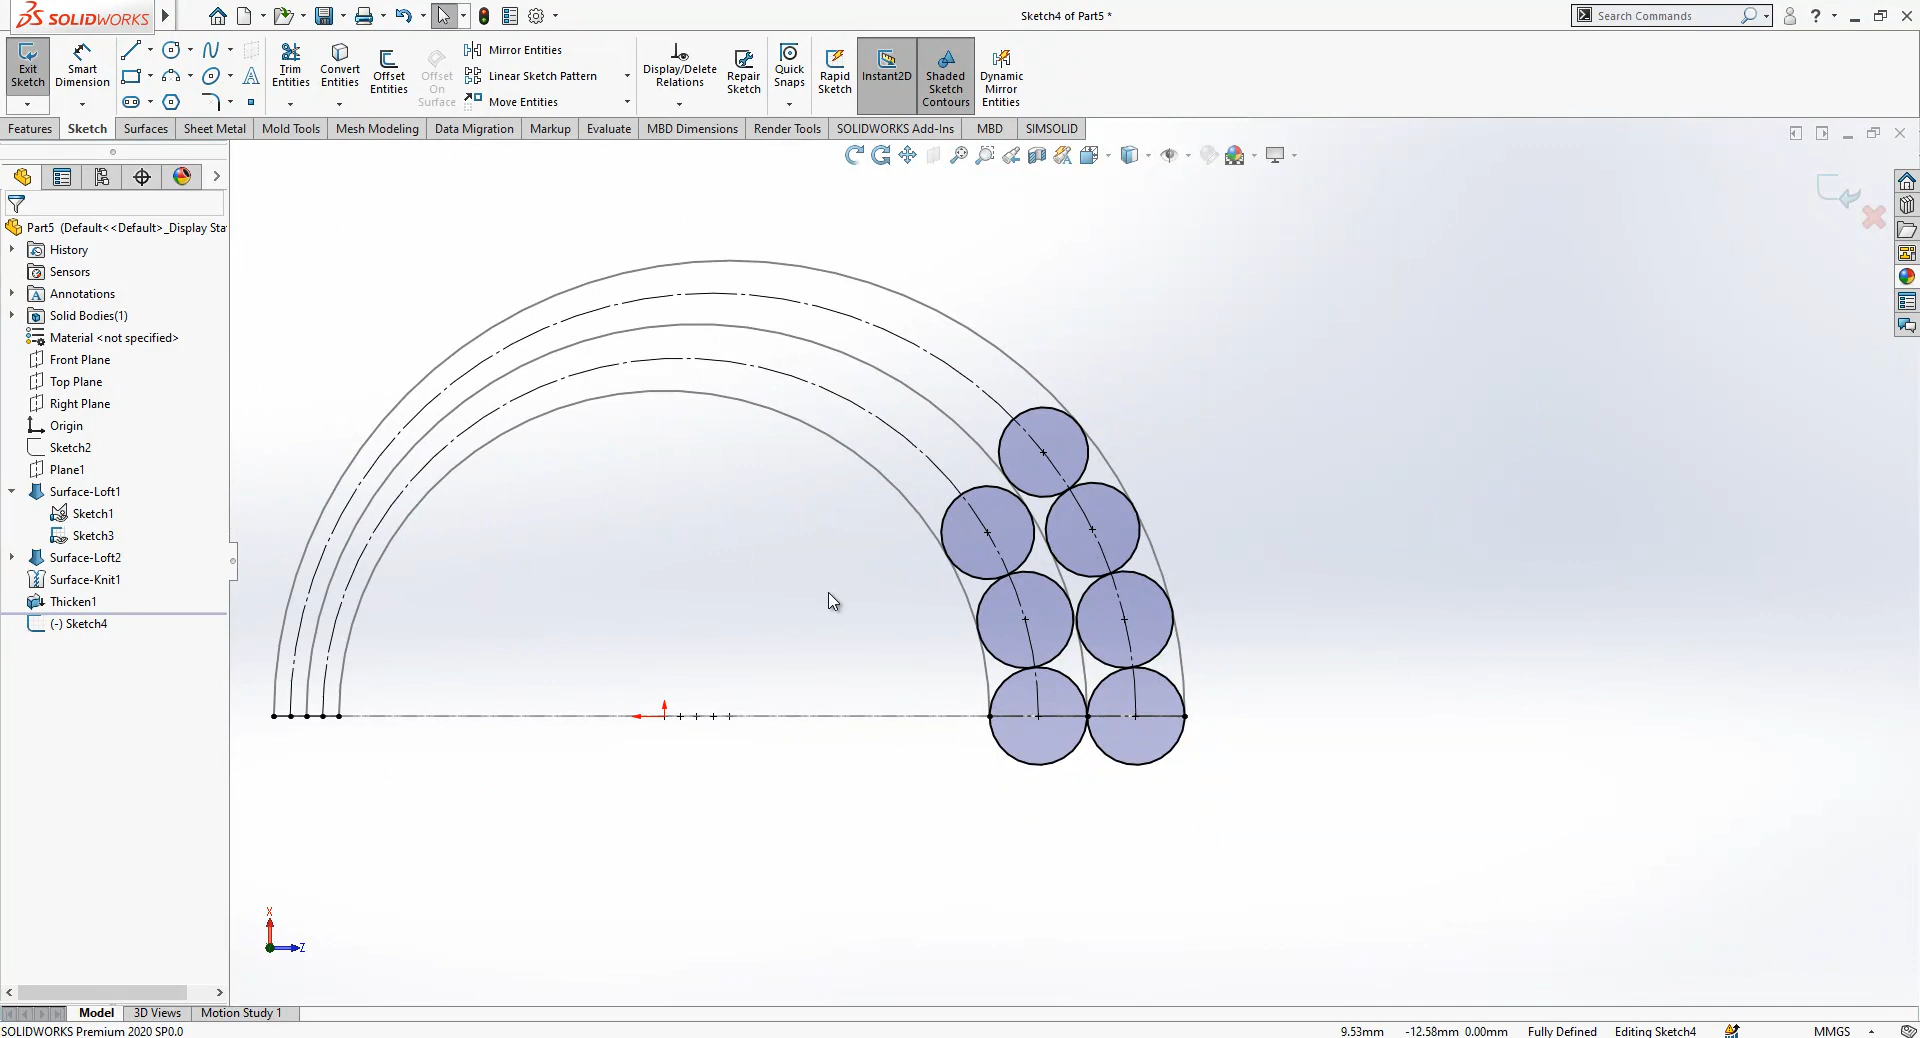 SOLIDWORKS
Sketch4 of Part5 *
Search Commands
Exit Sketch
Smart Dimension
Trim Entities
Convert Entities
Offset Entities
Offset On Surface
Mirror Entities
Linear Sketch Pattern
Move Entities
Display/Delete Relations
Repair Sketch
Quick Snaps
Rapid Sketch
Instant2D
Shaded Sketch Contours
Dynamic Mirror Entities
Features
Sketch
Surfaces
Sheet Metal
Mold Tools
Mesh Modeling
Data Migration
Markup
Evaluate
MBD Dimensions
Render Tools
SOLIDWORKS Add-Ins
MBD
SIMSOLID
Part5 (Default<<Default>_Display Sta
History
Sensors
Annotations
Solid Bodies(1)
Material <not specified>
Front Plane
Top Plane
Right Plane
Origin
Sketch2
Plane1
Surface-Loft1
Sketch1
Sketch3
Surface-Loft2
Surface-Knit1
Thicken1
(-) Sketch4
X
Z
Model
3D Views
Motion Study 1
SOLIDWORKS Premium 2020 SP0.0
9.53mm
-12.58mm 0.00mm
Fully Defined
Editing Sketch4
MMGS